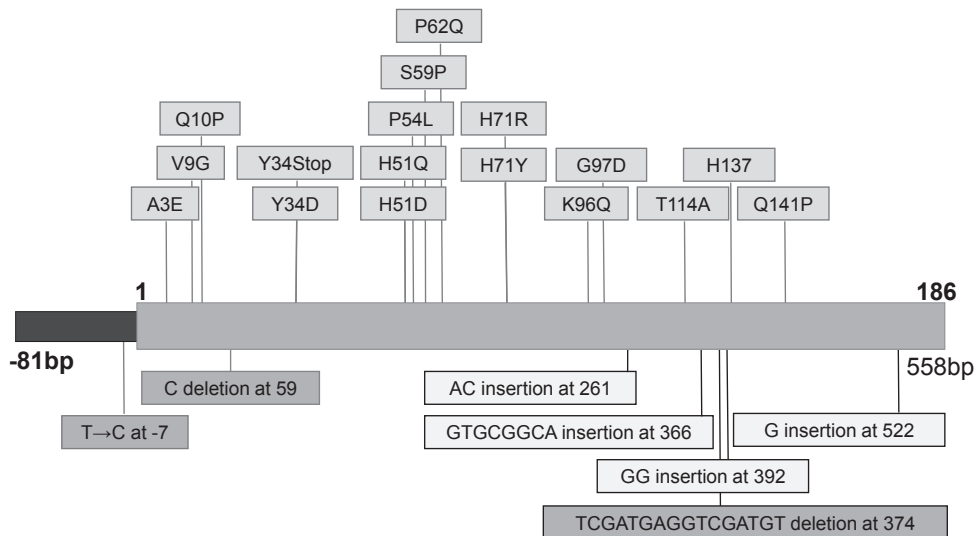 P62Q
S59P
Q10P P54L H71R
V9G Y34Stop H51Q H71Y G97D H137
A3E Y34D H51D K96Q T114A Q141P
1 186
-81bp 558bp
C deletion at 59 AC insertion at 261
T→C at -7 GTGCGGCA insertion at 366 G insertion at 522
GG insertion at 392
TCGATGAGGTCGATGT deletion at 374